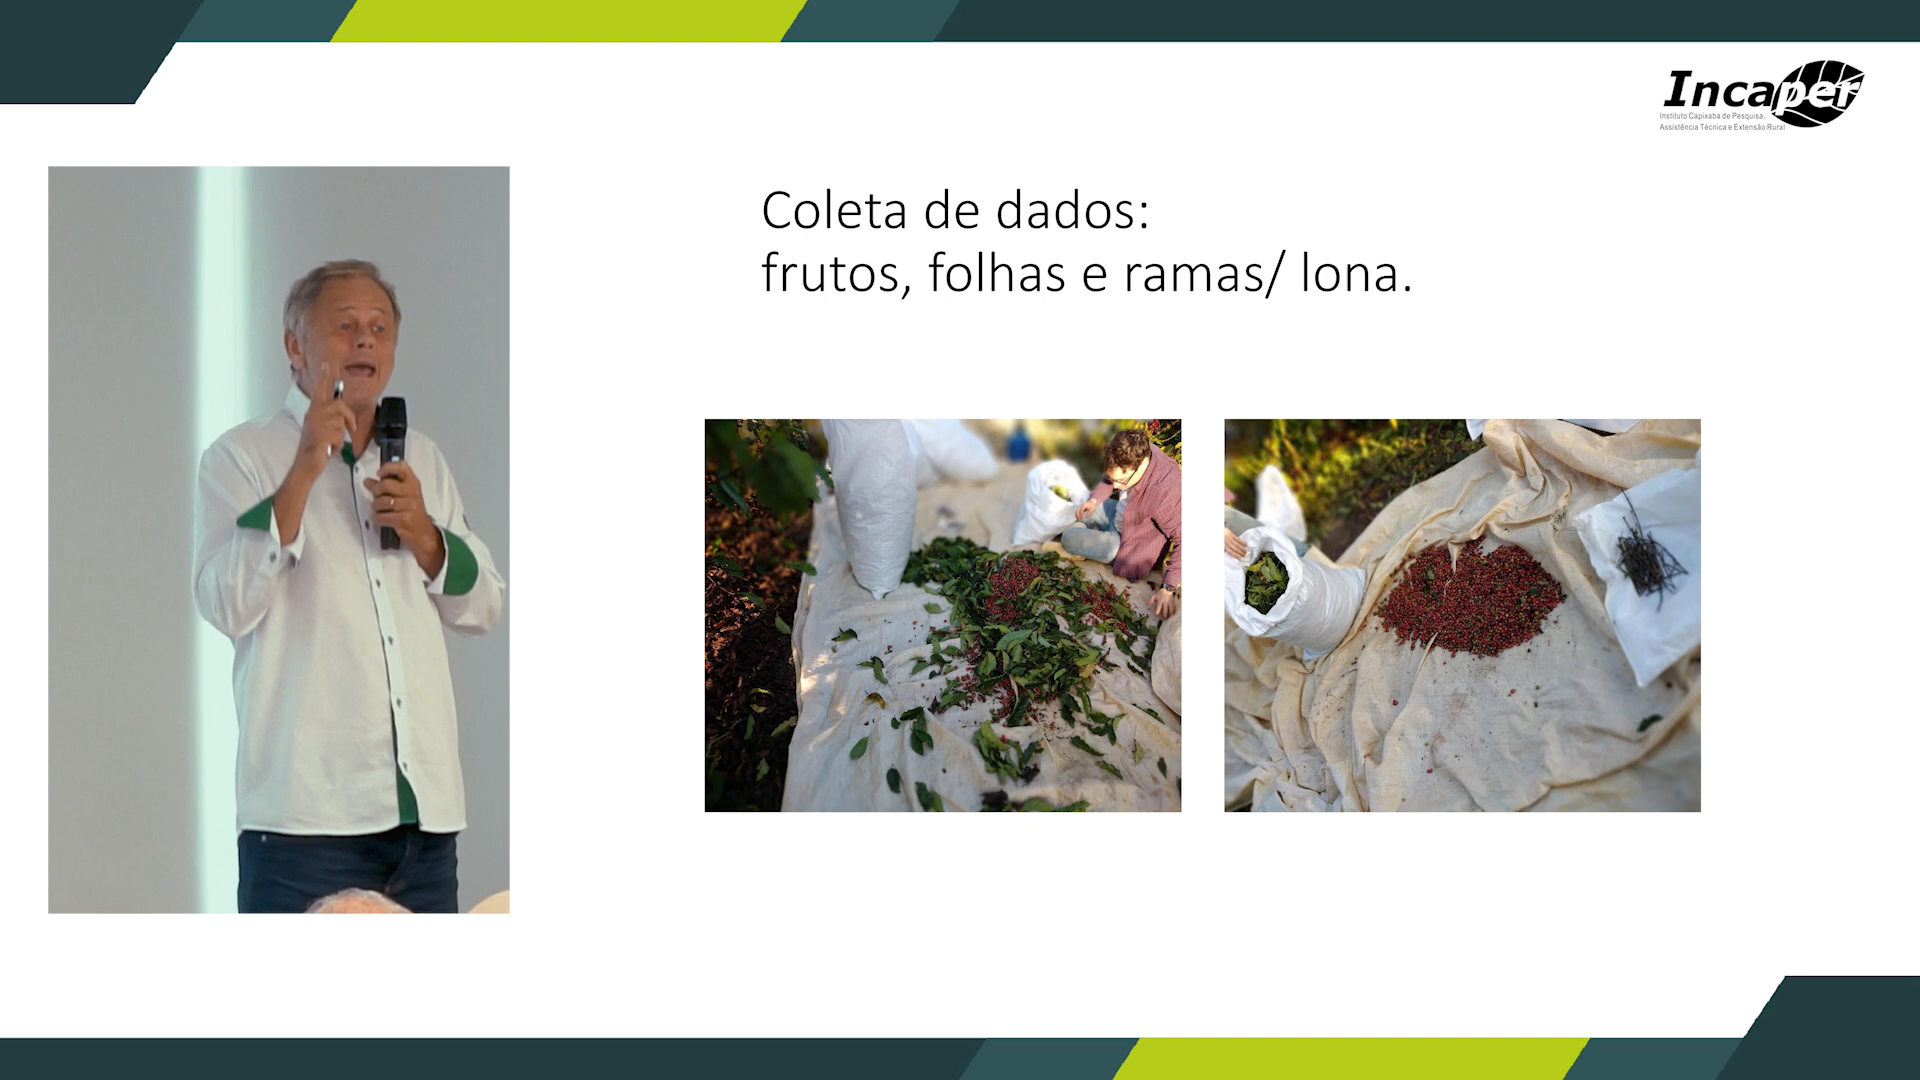 Incaper
Instituto Capixaba de Pesquisa,
Assistência Técnica e Extensão Rural
Coleta de dados:
frutos, folhas e ramas/ lona.